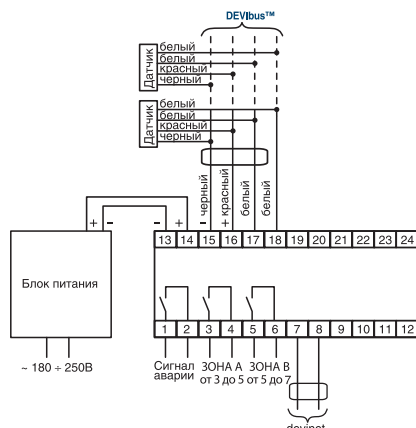 DEVIbus™
Датчик
белый
белый
красный
черный
Датчик
белый
белый
красный
черный
- черный
+ красный
белый
белый
+ -
- +
13 14 15 16 17 18 19 20 21 22 23 24
Блок питания
1 2 3 4 5 6 7 8 9 10 11 12
~ 180 ÷ 250В
Сигнал аварии
ЗОНА А от 3 до 5
ЗОНА В от 5 до 7
devinet